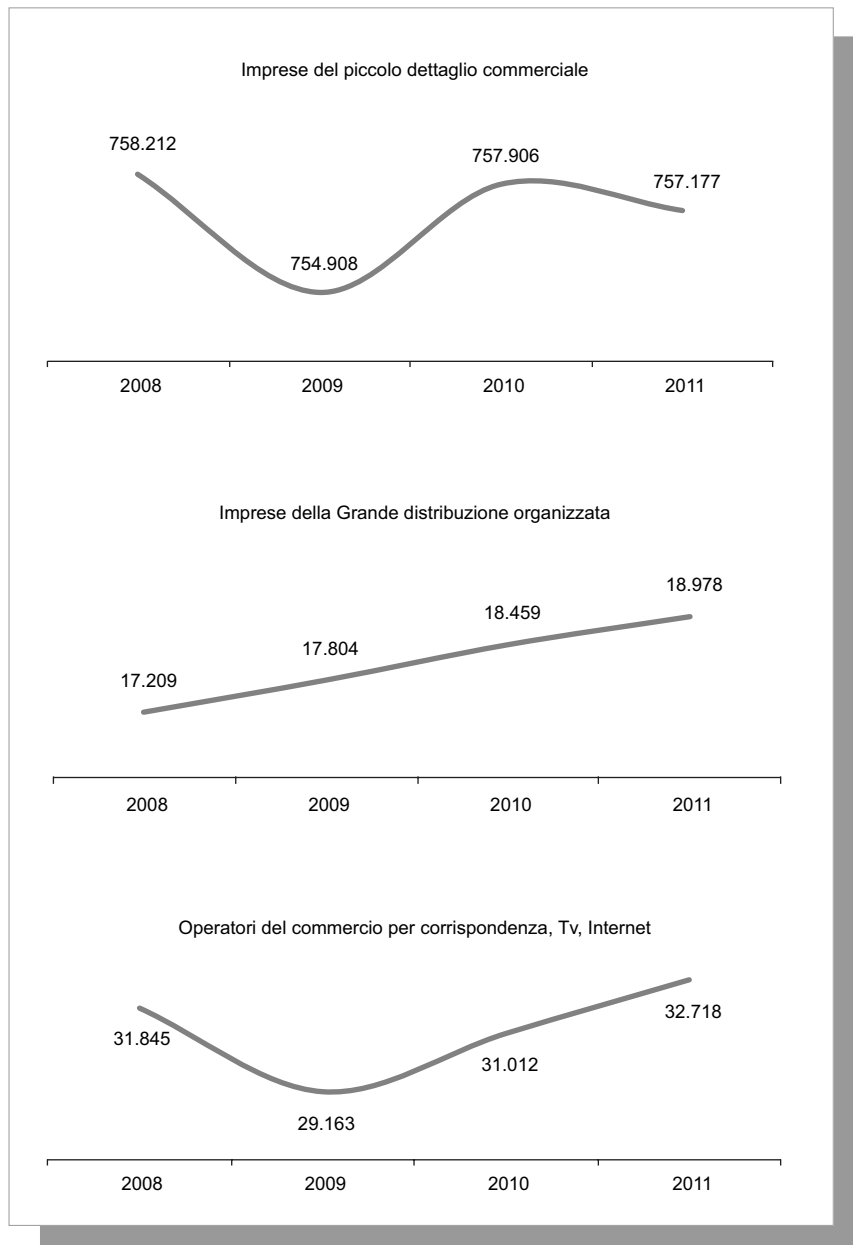 Imprese del piccolo dettaglio commerciale
758.212
754.908
757.906
757.177
2008 2009 2010 2011
Imprese della Grande distribuzione organizzata
17.209
17.804
18.459
18.978
2008 2009 2010 2011
Operatori del commercio per corrispondenza, Tv, Internet
31.845
29.163
31.012
32.718
2008 2009 2010 2011